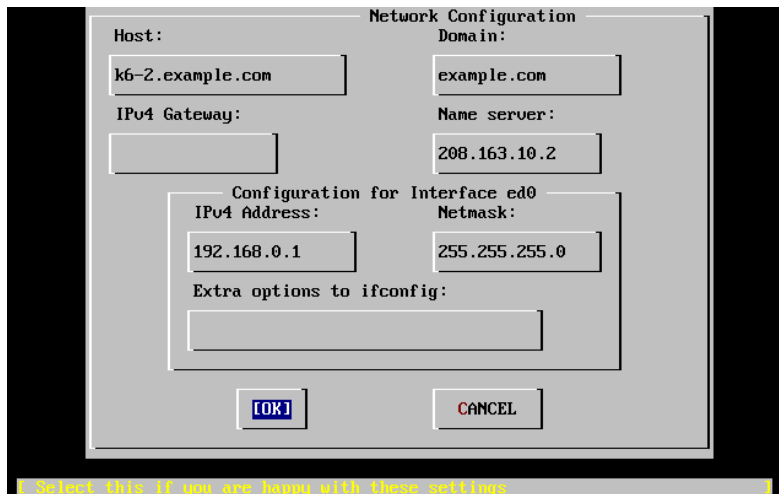 Network Configuration
Host: Domain:
k6-2.example.com example.com
IPv4 Gateway: Name server:
208.163.10.2
Configuration for Interface ed0
IPv4 Address: Netmask:
192.168.0.1 255.255.255.0
Extra options to ifconfig:
[OK] CANCEL
[ Select this if you are happy with these settings ]